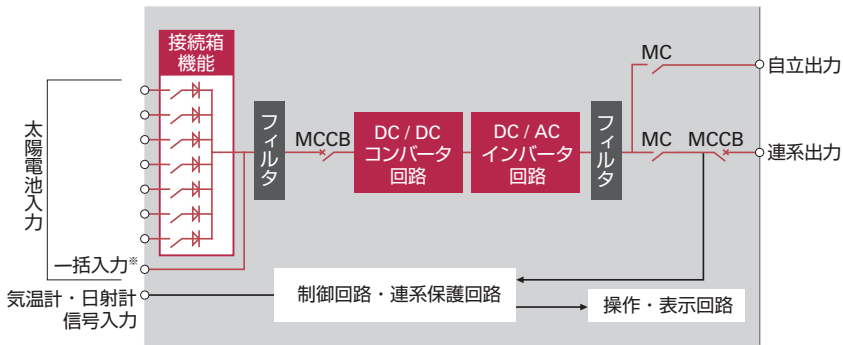 接続箱
機能
太陽電池入力
一括入力※
気温計・日射計
信号入力
フィルタ
MCCB
DC / DC
コンバータ
回路
DC / AC
インバータ
回路
フィルタ
MC
自立出力
MC
MCCB
連系出力
制御回路・連系保護回路
操作・表示回路